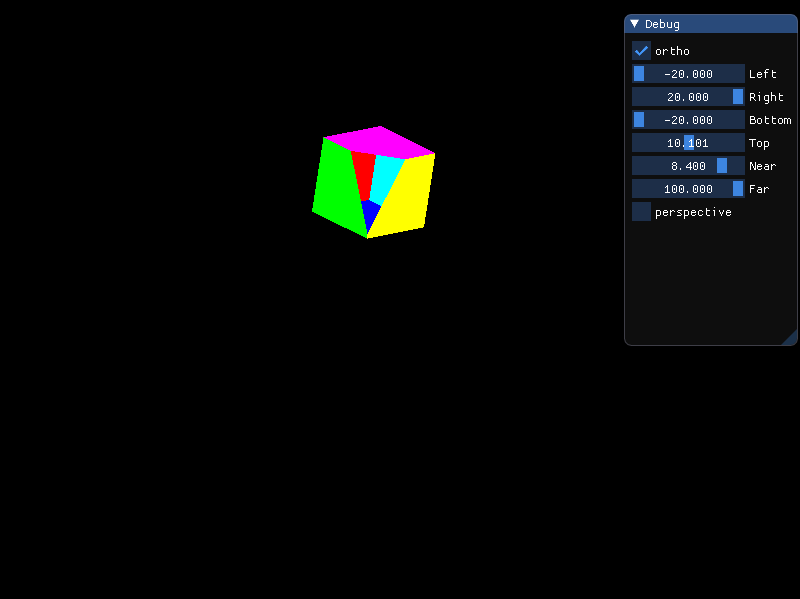 Debug
ortho
-20.000 Left
20.000 Right
-20.000 Bottom
10.101 Top
8.400 Near
100.000 Far
perspective